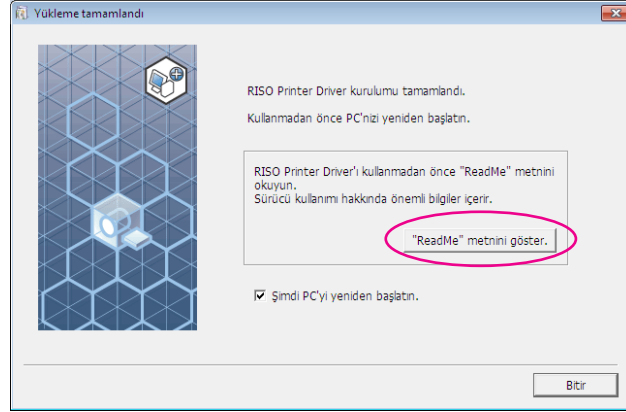 Yükleme tamamlandı
RISO Printer Driver kurulumu tamamlandı.
Kullanmadan önce PC'nizi yeniden başlatın.
RISO Printer Driver'ı kullanmadan önce "ReadMe" metnini
okuyun.
Sürücü kullanımı hakkında önemli bilgiler içerir.
"ReadMe" metnini göster.
Şimdi PC'yi yeniden başlatın.
Bitir